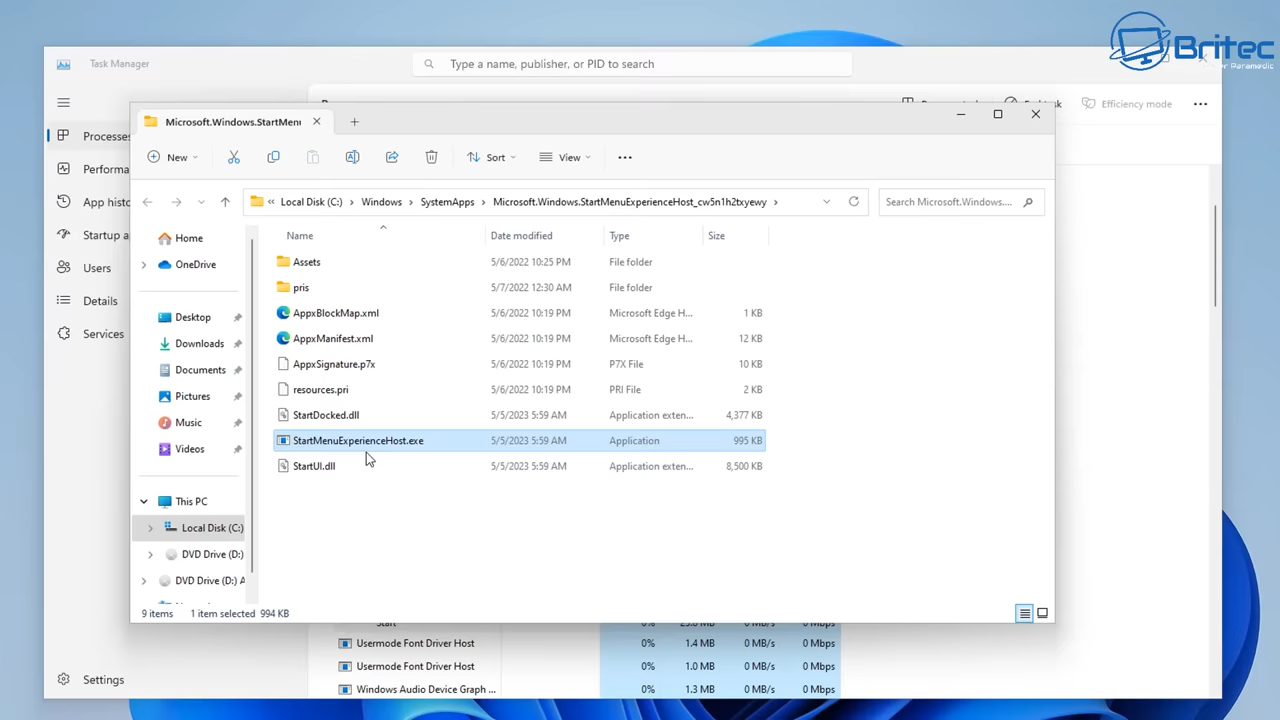 Britec
Task Manager
Type a name, publisher, or PID to search
Efficiency mode
Microsoft.Windows.StartMenu
Processes
New
Sort
View
Performa
App histo
Local Disk (C:)
Windows
SystemApps
Microsoft.Windows.StartMenuExperienceHost_cw5n1h2txyewy
Search Microsoft.Windows....
Startup a
Home
Name
Date modified
Type
Size
Users
OneDrive
Assets
5/6/2022 10:25 PM
File folder
pris
5/7/2022 12:30 AM
File folder
Details
Desktop
AppxBlockMap.xml
5/6/2022 10:19 PM
Microsoft Edge H...
1 KB
Services
Downloads
AppxManifest.xml
5/6/2022 10:19 PM
Microsoft Edge H...
12 KB
Documents
AppxSignature.p7x
5/6/2022 10:19 PM
P7X File
10 KB
Pictures
resources.pri
5/6/2022 10:19 PM
PRI File
2 KB
Music
StartDocked.dll
5/5/2023 5:59 AM
Application exten...
4,377 KB
Videos
StartMenuExperienceHost.exe
5/5/2023 5:59 AM
Application
995 KB
StartUI.dll
5/5/2023 5:59 AM
Application exten...
8,500 KB
This PC
Local Disk (C:)
DVD Drive (D:)
DVD Drive (D:) A
9 items
1 item selected 994 KB
Start
0%
0 MB/s
0 Mbps
Usermode Font Driver Host
0%
1.4 MB
0 MB/s
0 Mbps
Usermode Font Driver Host
0%
1.0 MB
0 MB/s
0 Mbps
Settings
Windows Audio Device Graph ...
0%
1.3 MB
0 MB/s
0 Mbps